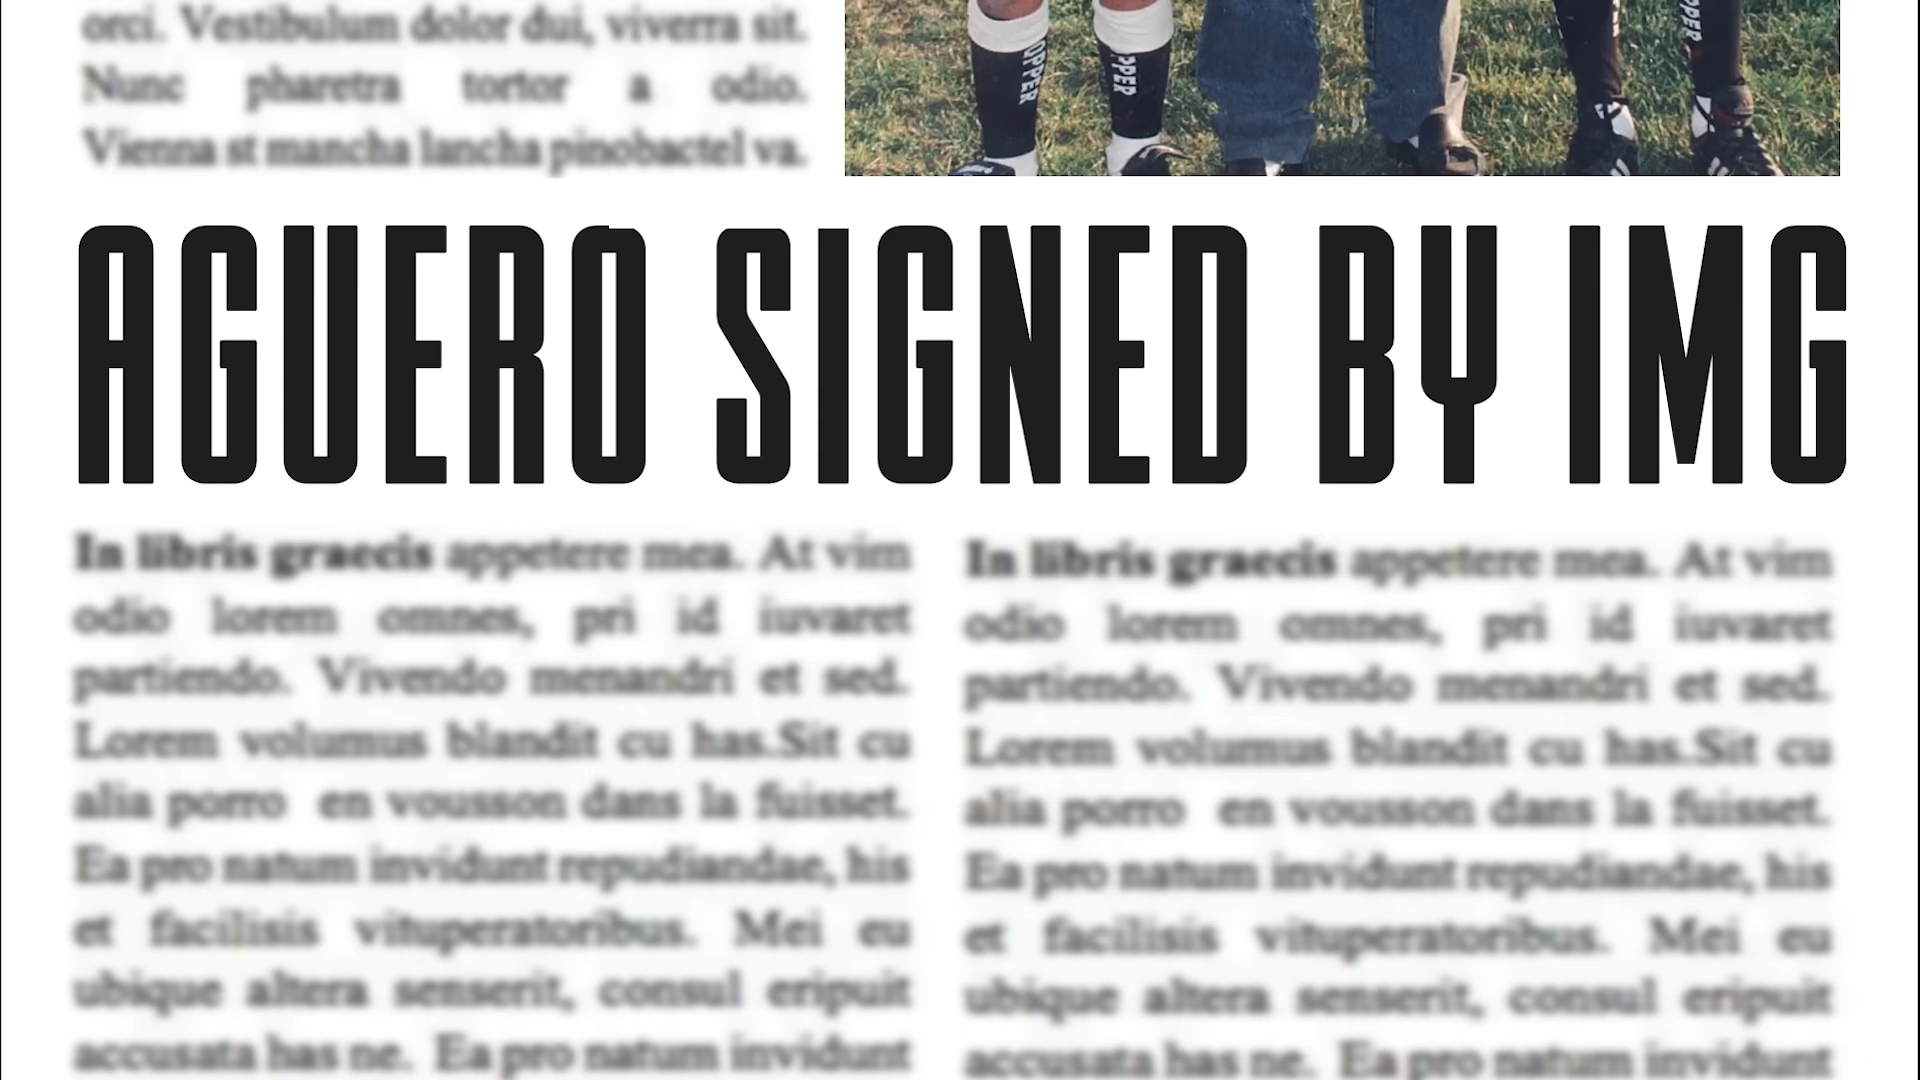 orci. Vestibulum dolor dui, viverra sit.
Nunc pharetra tortor a odio.
Vienna st mancha lancha pinobactel va.
OPPER
OPPER
OPPER
AGUERO SIGNED BY IMG
In libris graecis appetere mea. At vim
odio lorem omnes, pri id iuvaret
partiendo. Vivendo menandri et sed.
Lorem volumus blandit cu has.Sit cu
alia porro en vousson dans la fuisset.
Ea pro natum invidunt repudiandae, his
et facilisis vituperatoribus. Mei eu
ubique altera senserit, consul eripuit
accusata has ne. Ea pro natum invidunt
In libris graecis appetere mea. At vim
odio lorem omnes, pri id iuvaret
partiendo. Vivendo menandri et sed.
Lorem volumus blandit cu has.Sit cu
alia porro en vousson dans la fuisset.
Ea pro natum invidunt repudiandae, his
et facilisis vituperatoribus. Mei eu
ubique altera senserit, consul eripuit
accusata has ne. Ea pro natum invidunt